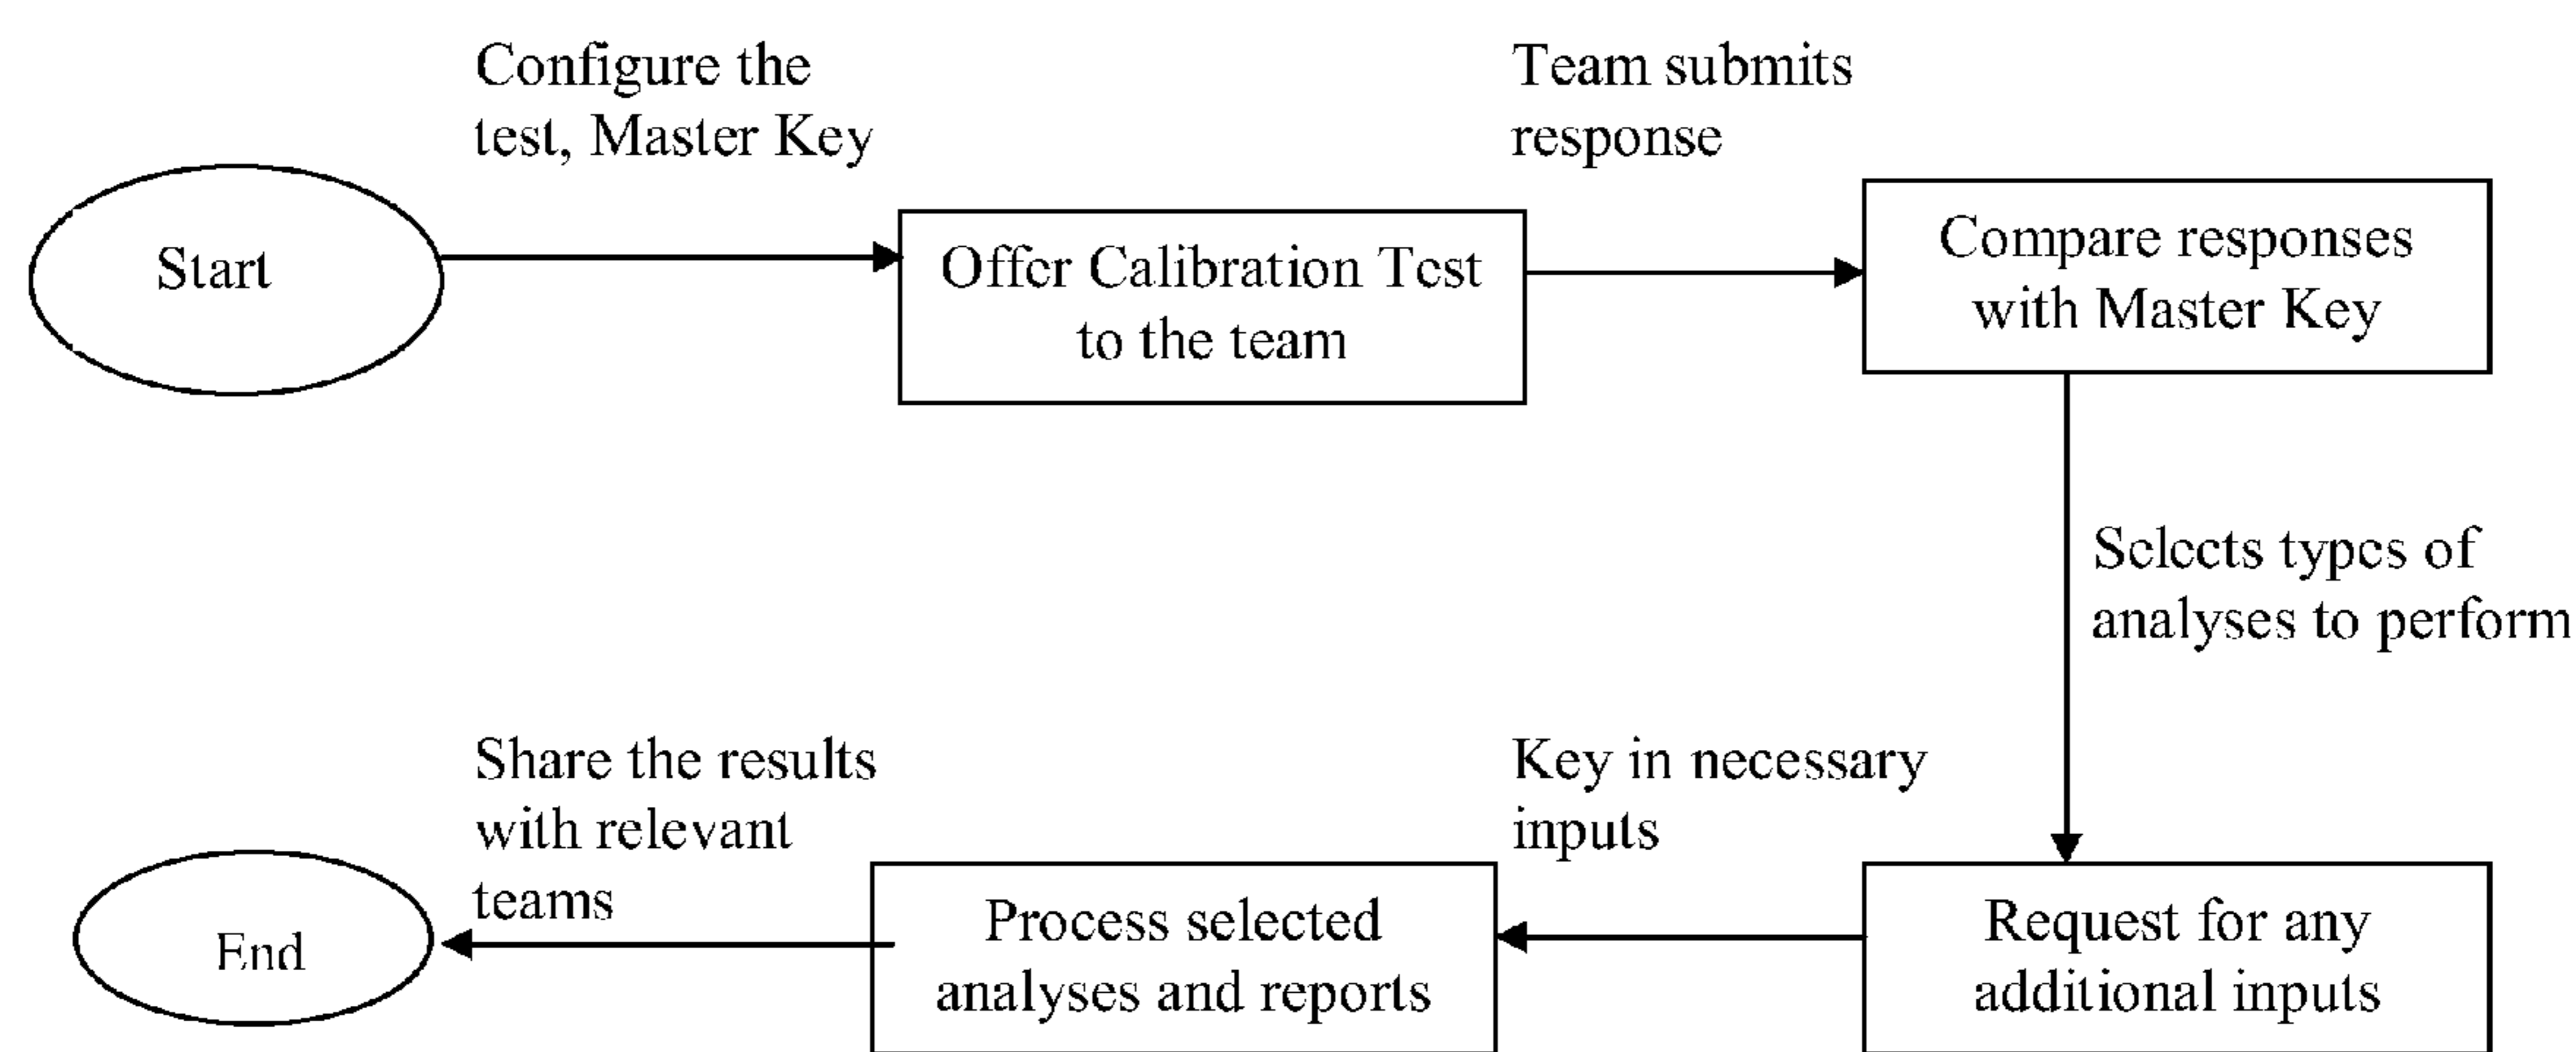 Configure the
test, Master Key
Team submits
response
Start
Offer Calibration Test
to the team
Compare responses
with Master Key
Selects types of
analyses to perform
Key in necessary
inputs
Request for any
additional inputs
Process selected
analyses and reports
Share the results
with relevant
teams
End